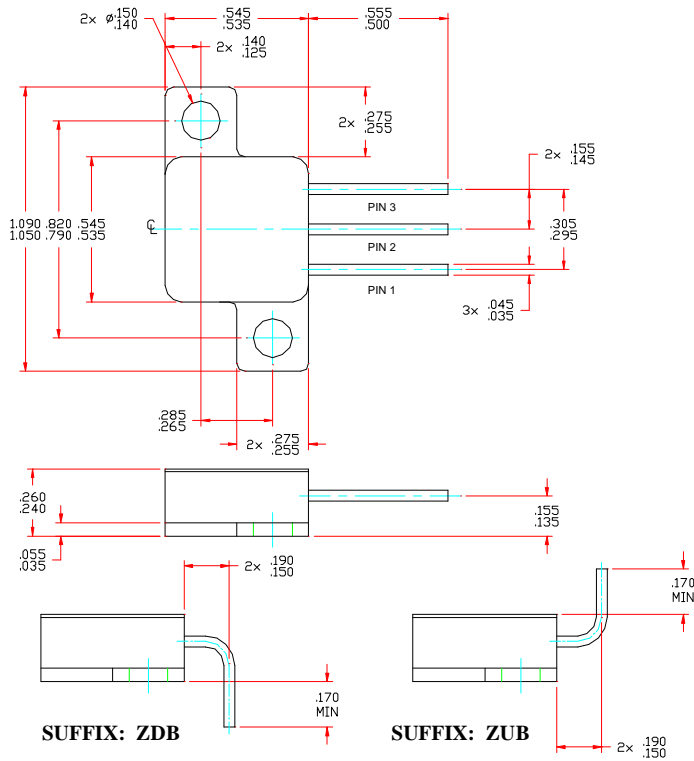 2x ø.150
.140
.545
.535
.555
.500
2x .140
.125
2x .275
.255
2x .155
.145
1.090
1.050
.820
.790
.545
.535
℄
PIN 3
PIN 2
PIN 1
.305
.295
3x .045
.035
.285
.265
2x .275
.255
.260
.240
.055
.035
.155
.135
2x .190
.150
.170
MIN
.170
MIN
SUFFIX: ZDB
SUFFIX: ZUB
2x .190
.150